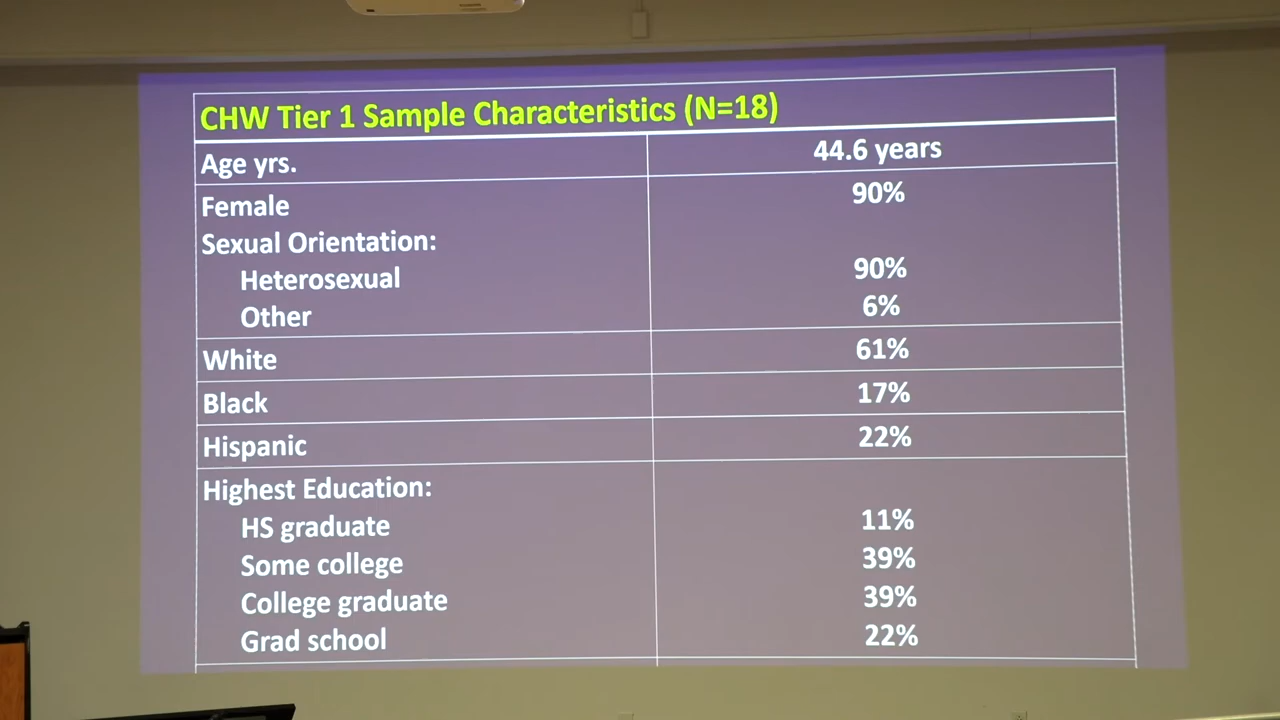 CHW Tier 1 Sample Characteristics (N=18)
Age yrs. 44.6 years
Female 90%
Sexual Orientation:
Heterosexual 90%
Other 6%
White 61%
Black 17%
Hispanic 22%
Highest Education:
HS graduate 11%
Some college 39%
College graduate 39%
Grad school 22%